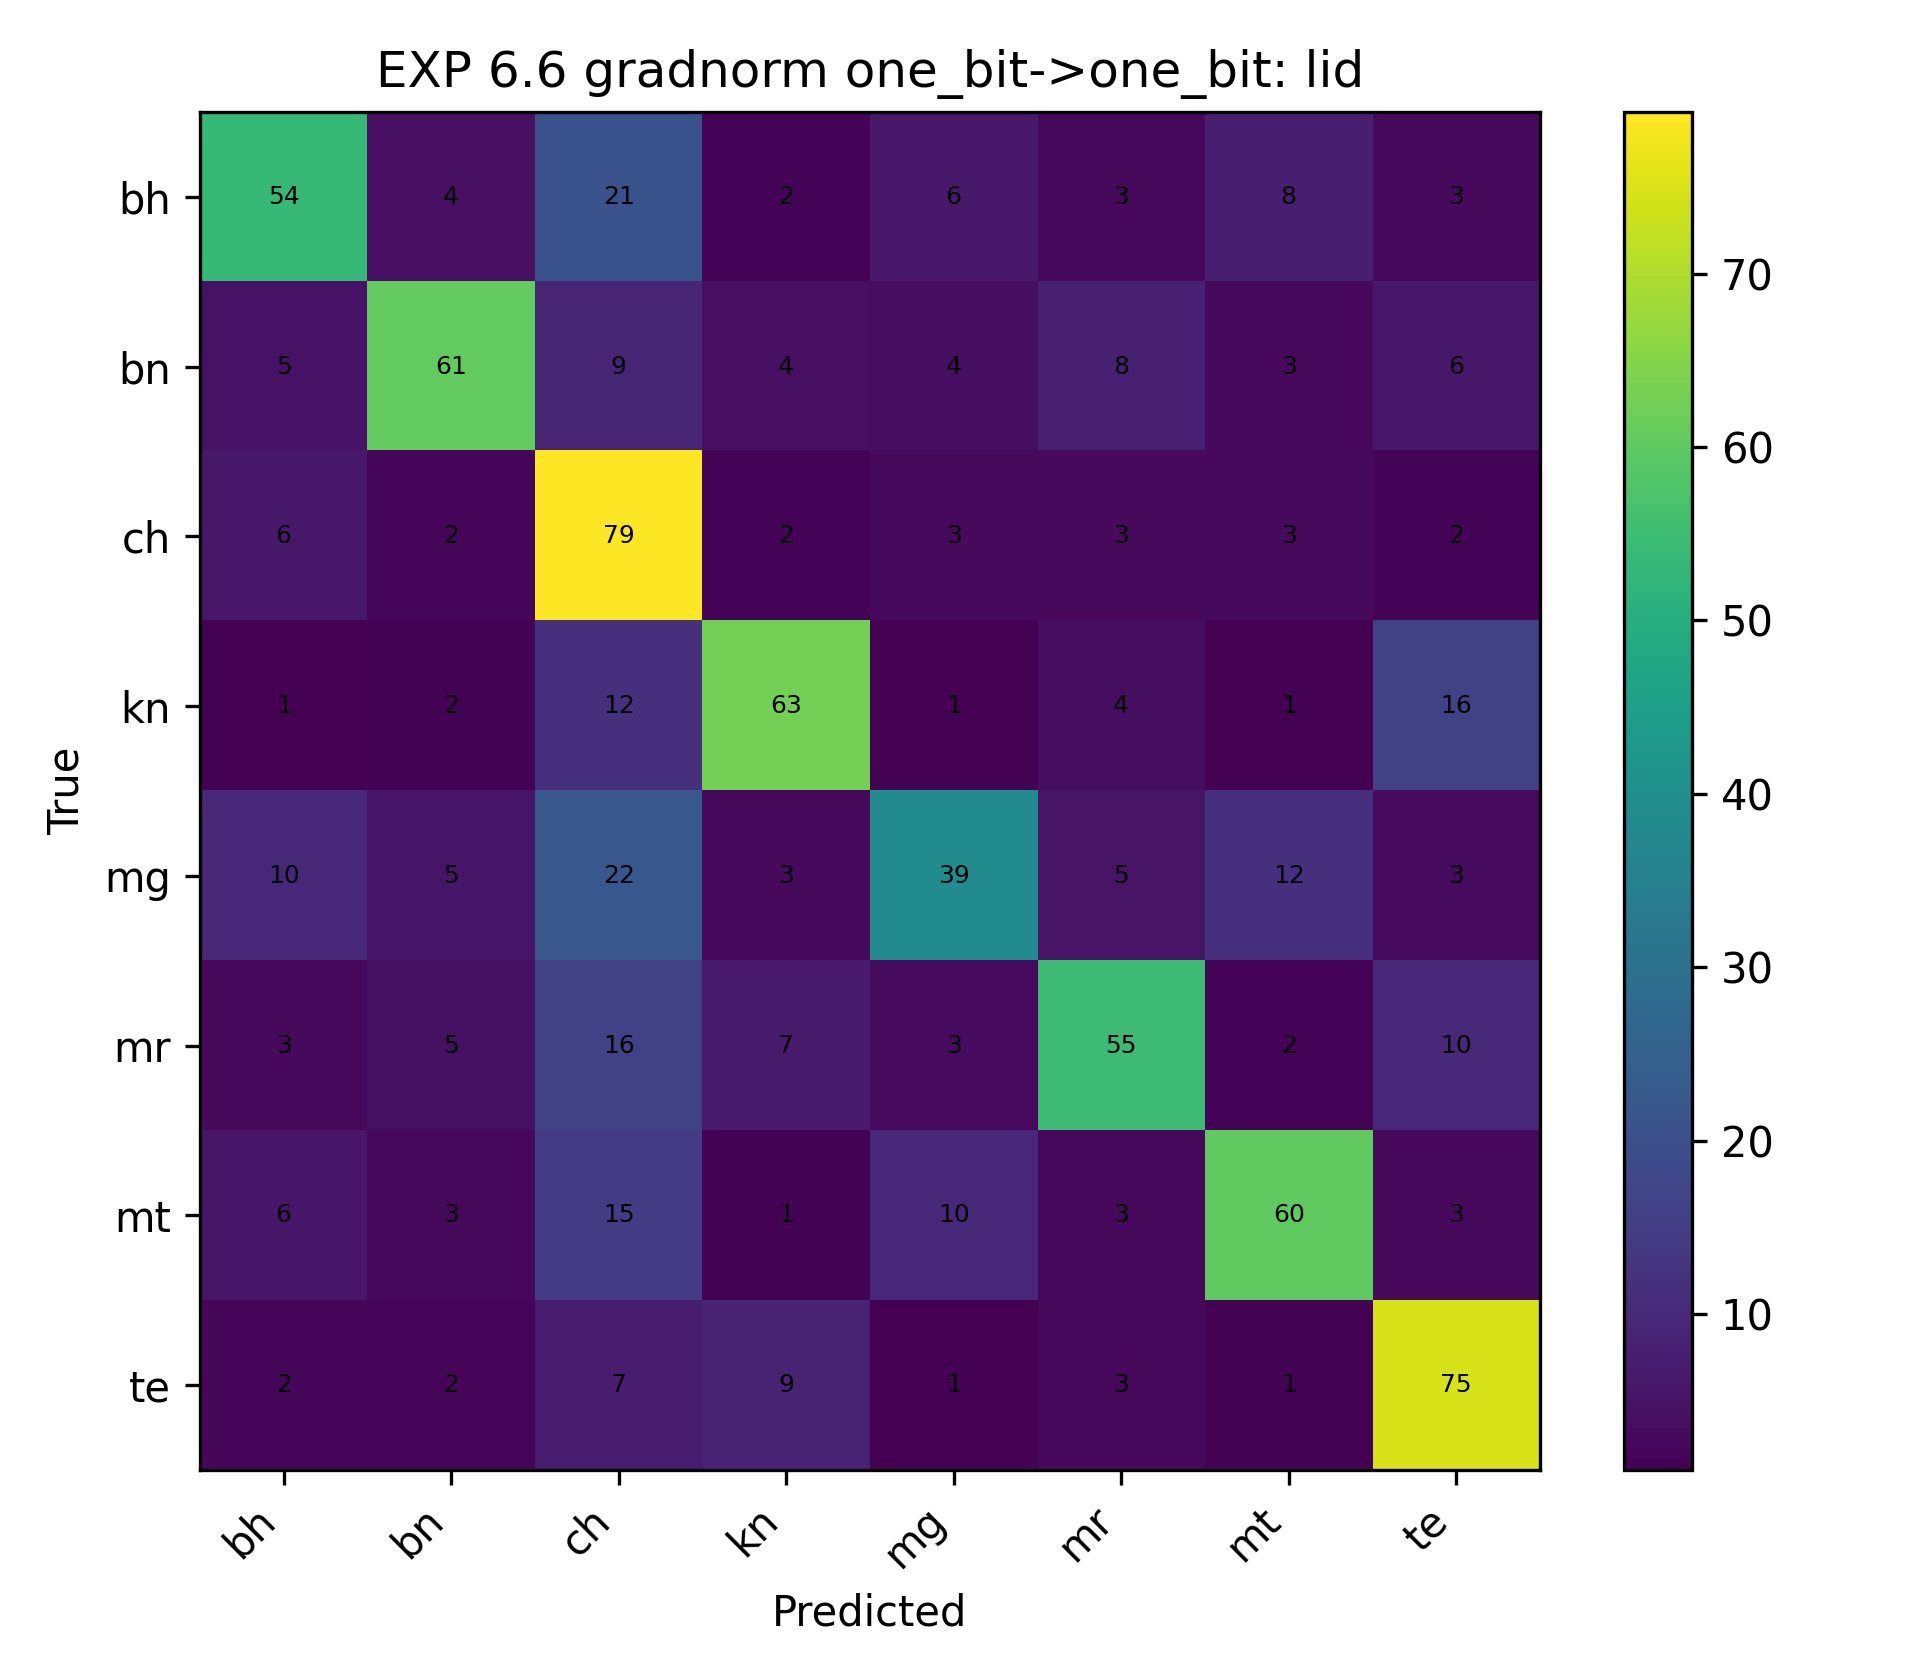 EXP 6.6 gradnorm one_bit->one_bit: lid
bh 54 4 21 2 6 3 8 3
bn 5 61 9 4 4 8 3 6
ch 6 2 79 2 3 3 3 2
kn 1 2 12 63 1 4 1 16
mg 10 5 22 3 39 5 12 3
mr 3 5 16 7 3 55 2 10
mt 6 3 15 1 10 3 60 3
te 2 2 7 9 1 3 1 75
bh bn ch kn mg mr mt te
Predicted
True
70
60
50
40
30
20
10